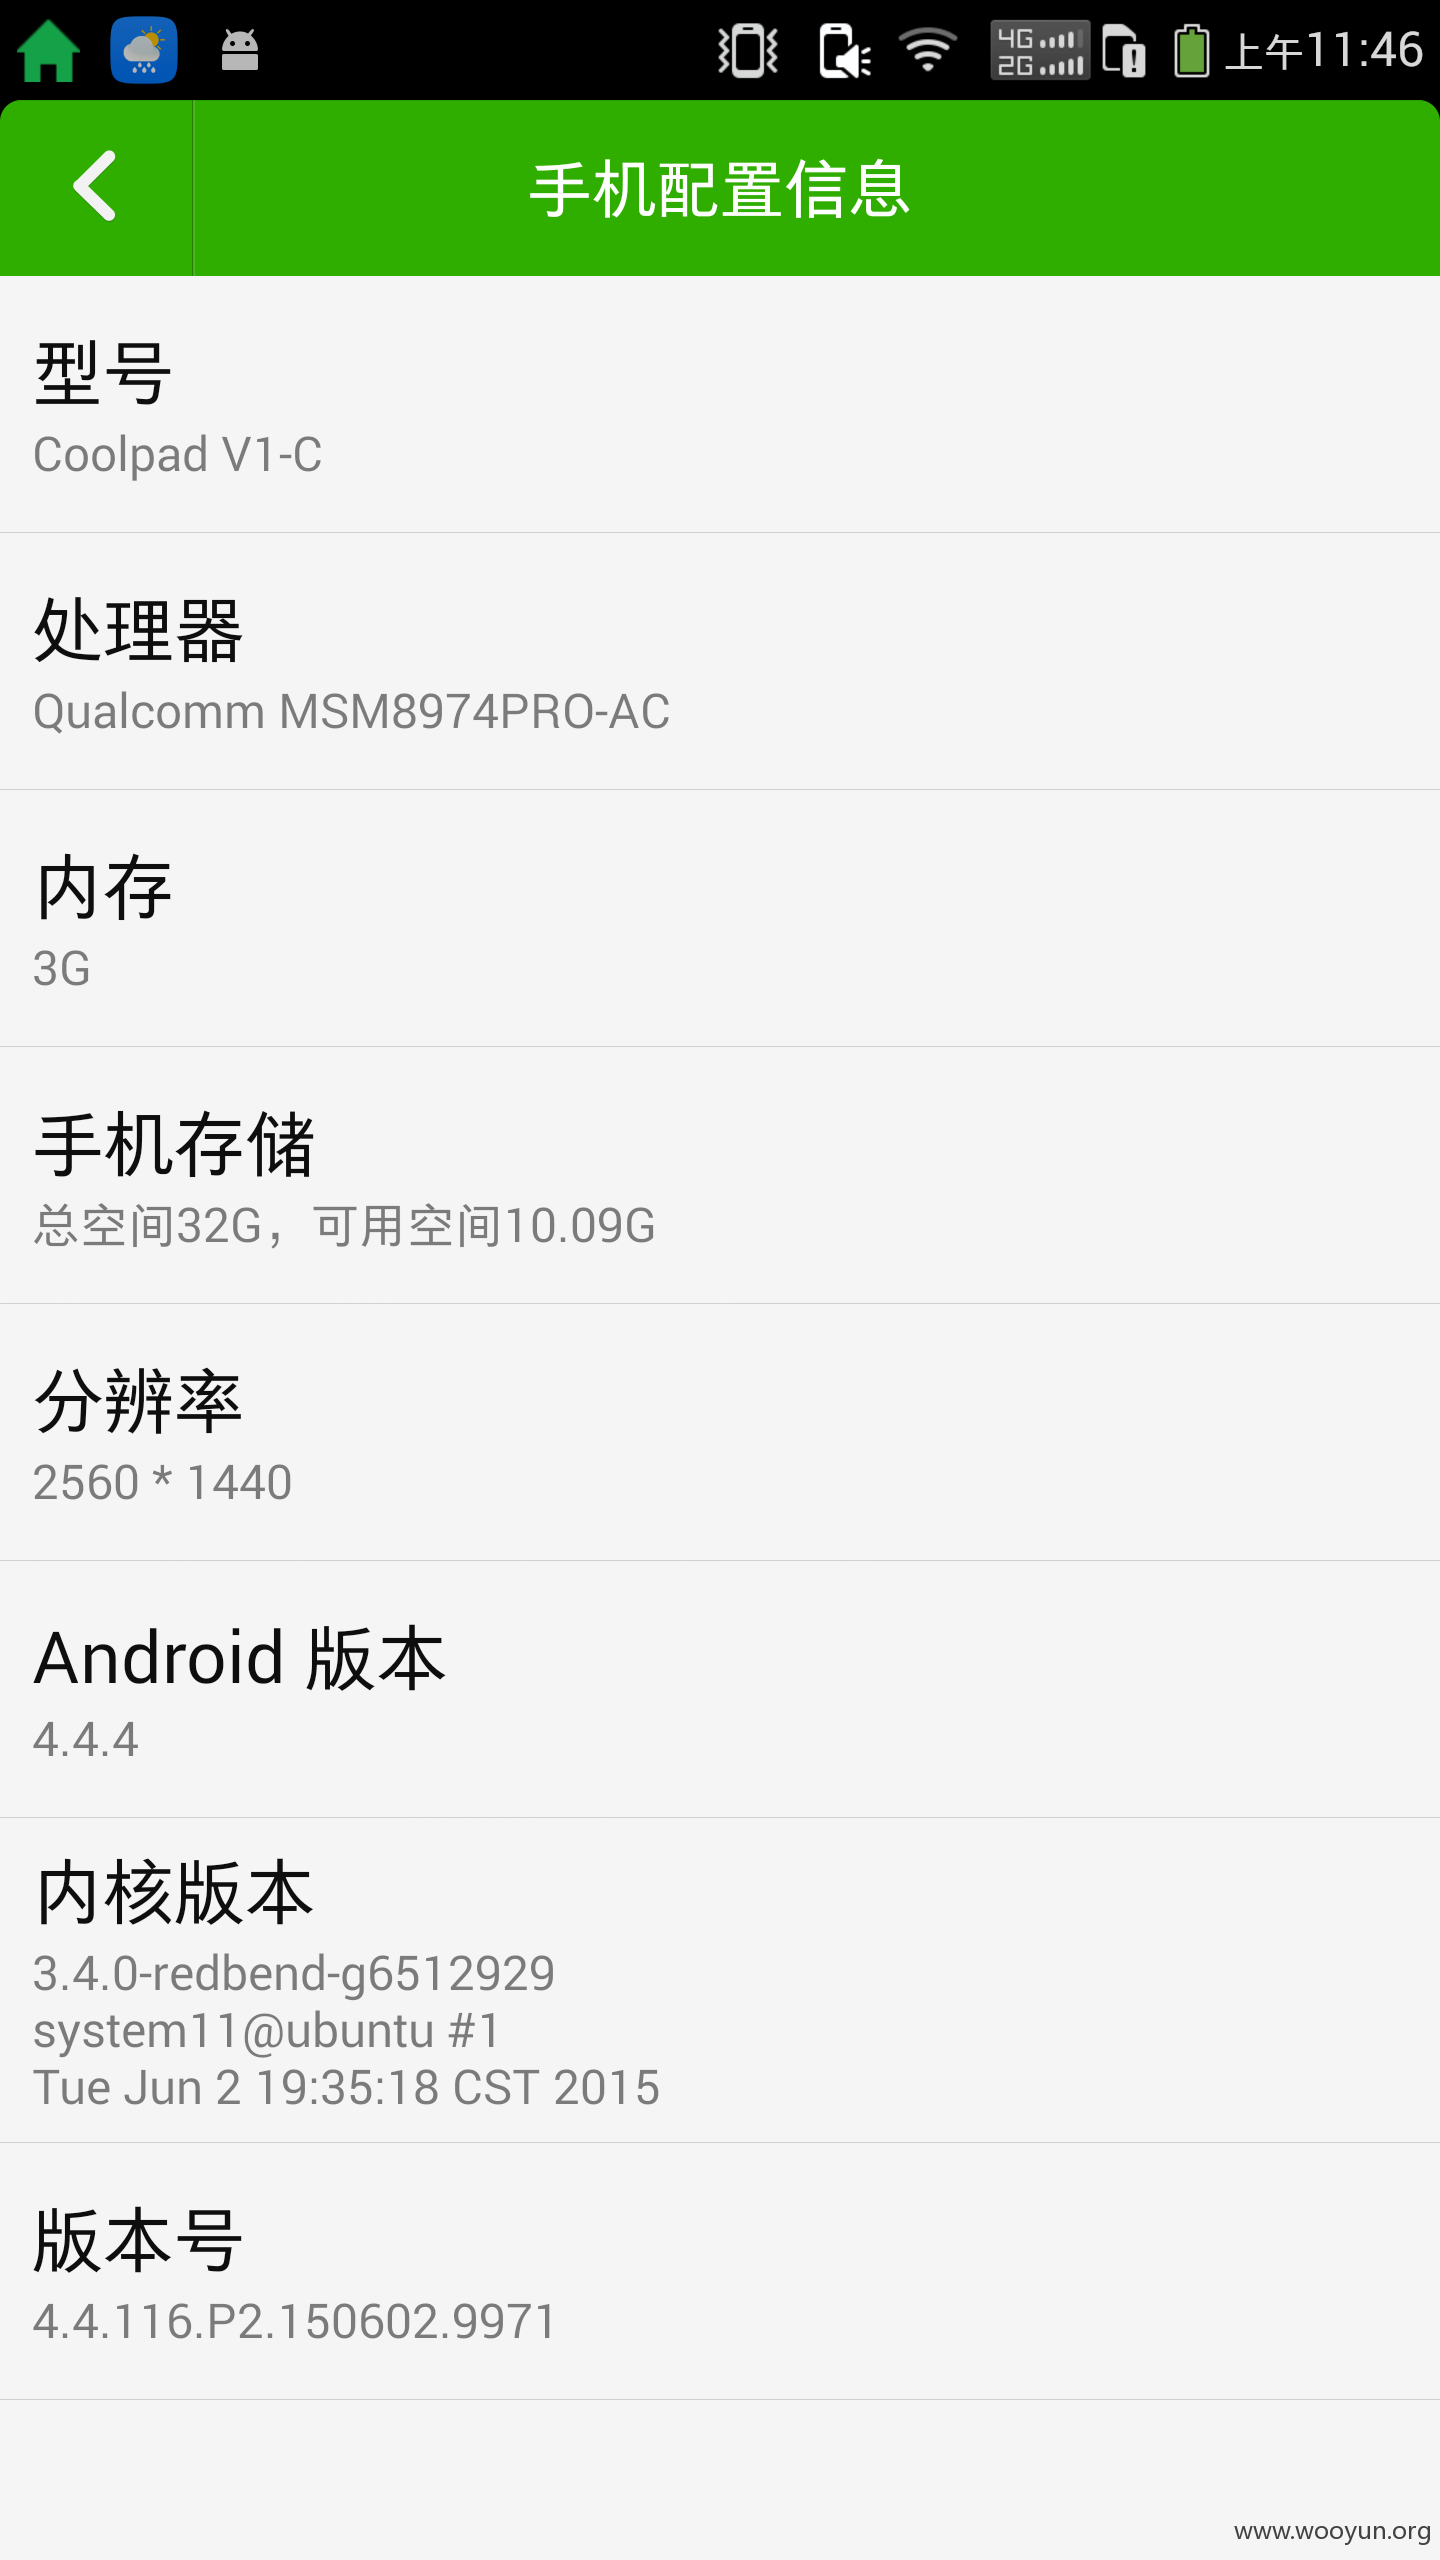 4G
2G
上午11:46
手机配置信息
型号
Coolpad V1-C
处理器
Qualcomm MSM8974PRO-AC
内存
3G
手机存储
总空间32G，可用空间10.09G
分辨率
2560 * 1440
Android 版本
4.4.4
内核版本
3.4.0-redbend-g6512929
system11@ubuntu #1
Tue Jun 2 19:35:18 CST 2015
版本号
4.4.116.P2.150602.9971
www.wooyun.org